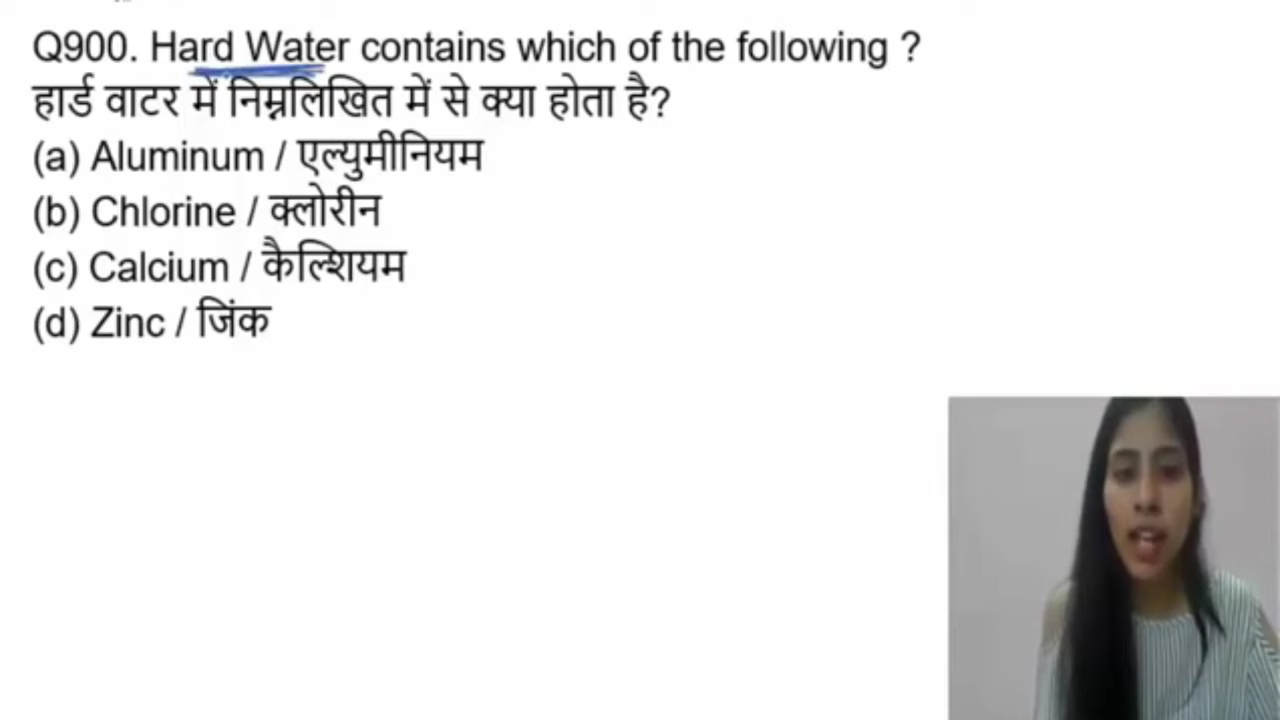 Q900. Hard Water contains which of the following ?
हार्ड वाटर में निम्नलिखित में से क्या होता है?
(a) Aluminum / एल्युमीनियम
(b) Chlorine / क्लोरीन
(c) Calcium / कैल्शियम
(d) Zinc / जिंक